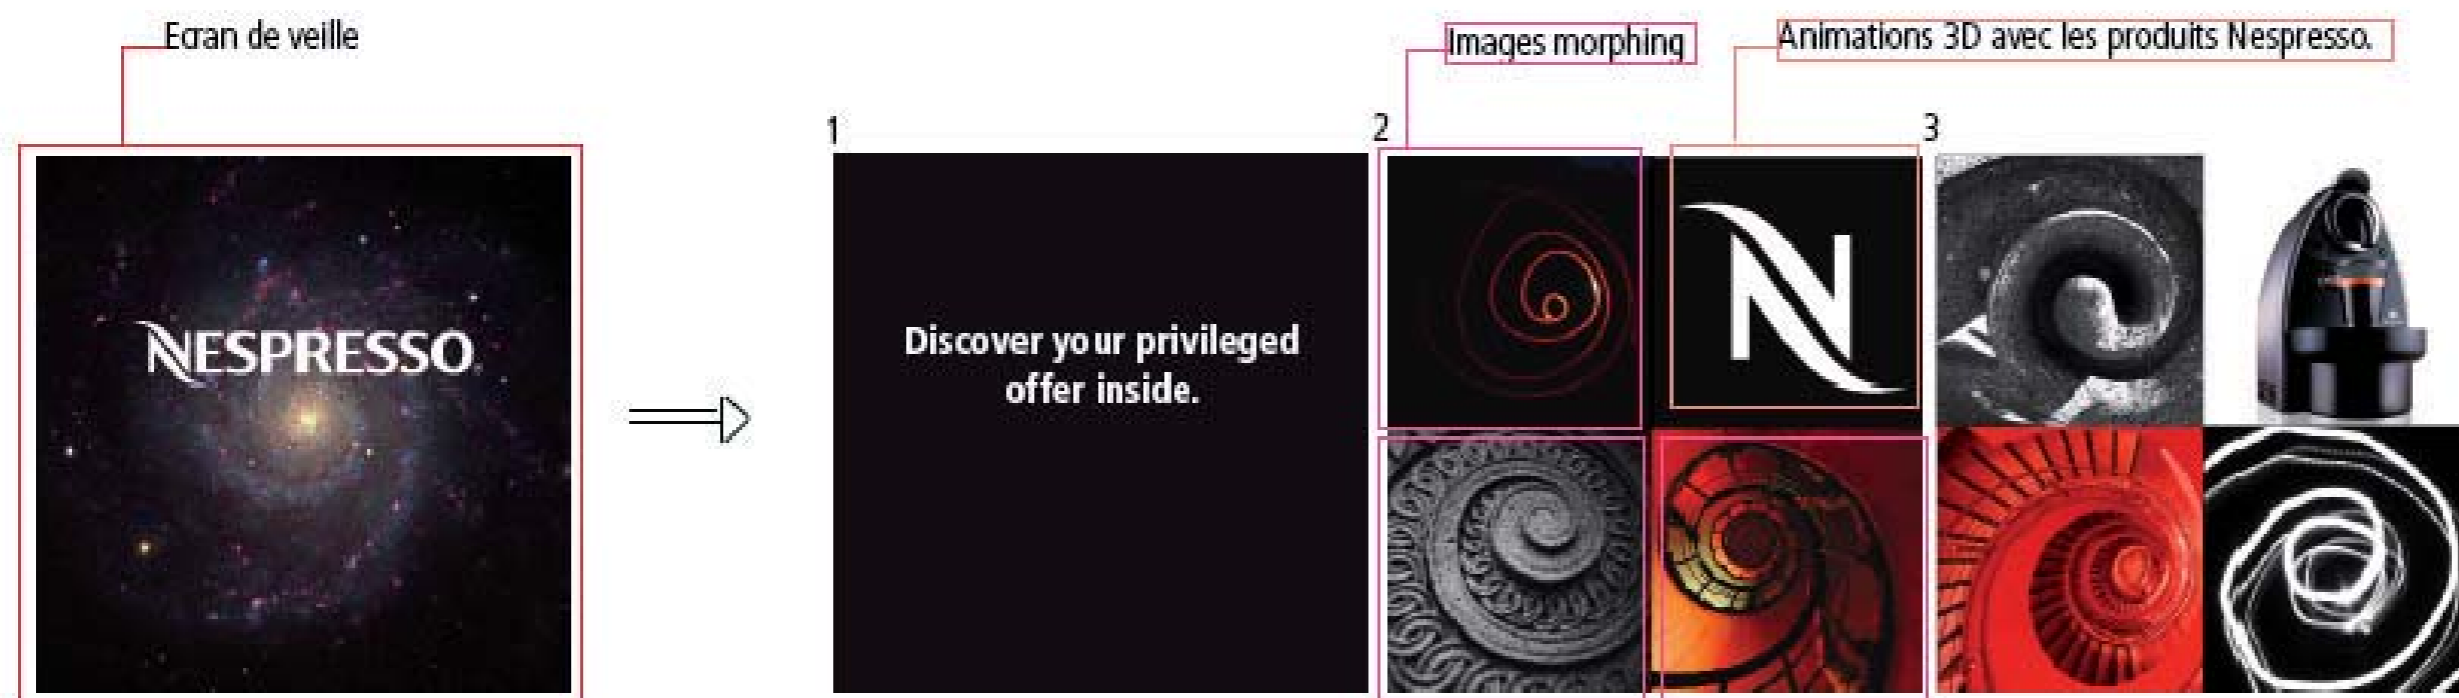 Ecran de veille
Images morphing
Animations 3D avec les produits Nespresso.
1
2
3
NESPRESSO
Discover your privileged
offer inside.
N